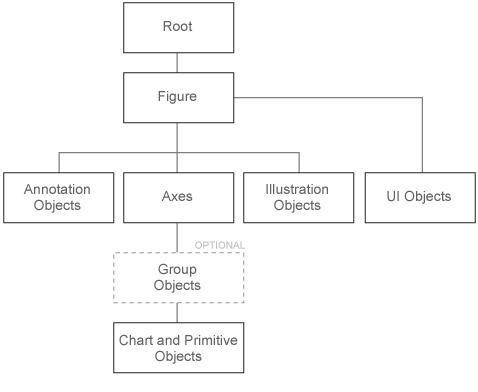 Root
Figure
Annotation
Objects
Axes
Illustration
Objects
UI Objects
OPTIONAL
Group
Objects
Chart and Primitive
Objects